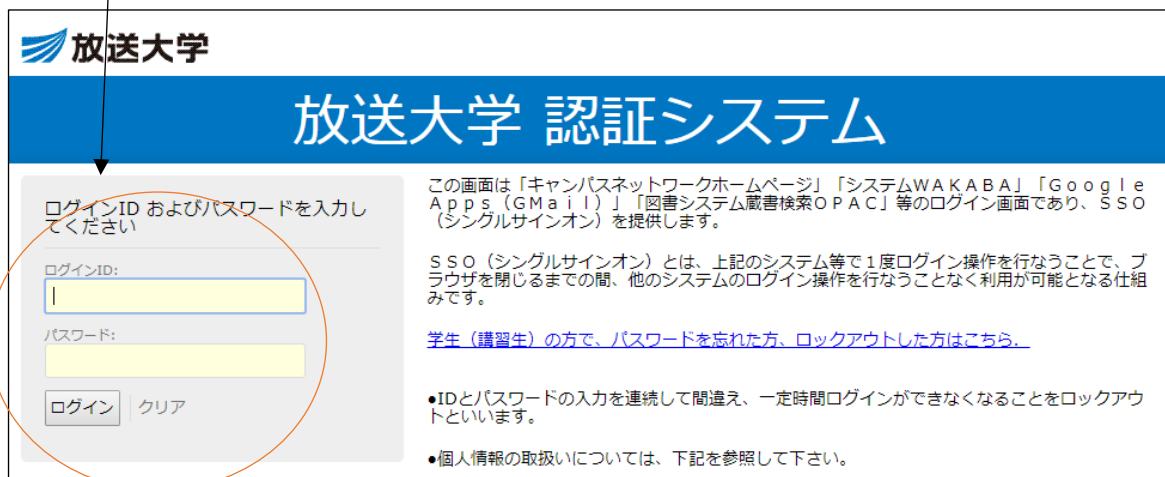 放送大学
放送大学 認証システム
ログインID およびパスワードを入力し
てください
ログインID:
パスワード:
ログイン クリア
この画面は「キャンパスネットワークホームページ」「システムＷＡＫＡＢＡ」「Ｇｏｏｇｌｅ
Ａｐｐｓ（ＧＭａｉｌ）」「図書システム蔵書検索ＯＰＡＣ」等のログイン画面であり、ＳＳＯ
（シングルサインオン）を提供します。
ＳＳＯ（シングルサインオン）とは、上記のシステム等で１度ログイン操作を行なうことで、ブ
ラウザを閉じるまでの間、他のシステムのログイン操作を行なうことなく利用が可能となる仕組
みです。
学生（講習生）の方で、パスワードを忘れた方、ロックアウトした方はこちら．
●IDとパスワードの入力を連続して間違え、一定時間ログインができなくなることをロックアウ
トといいます。
●個人情報の取扱いについては、下記を参照して下さい。